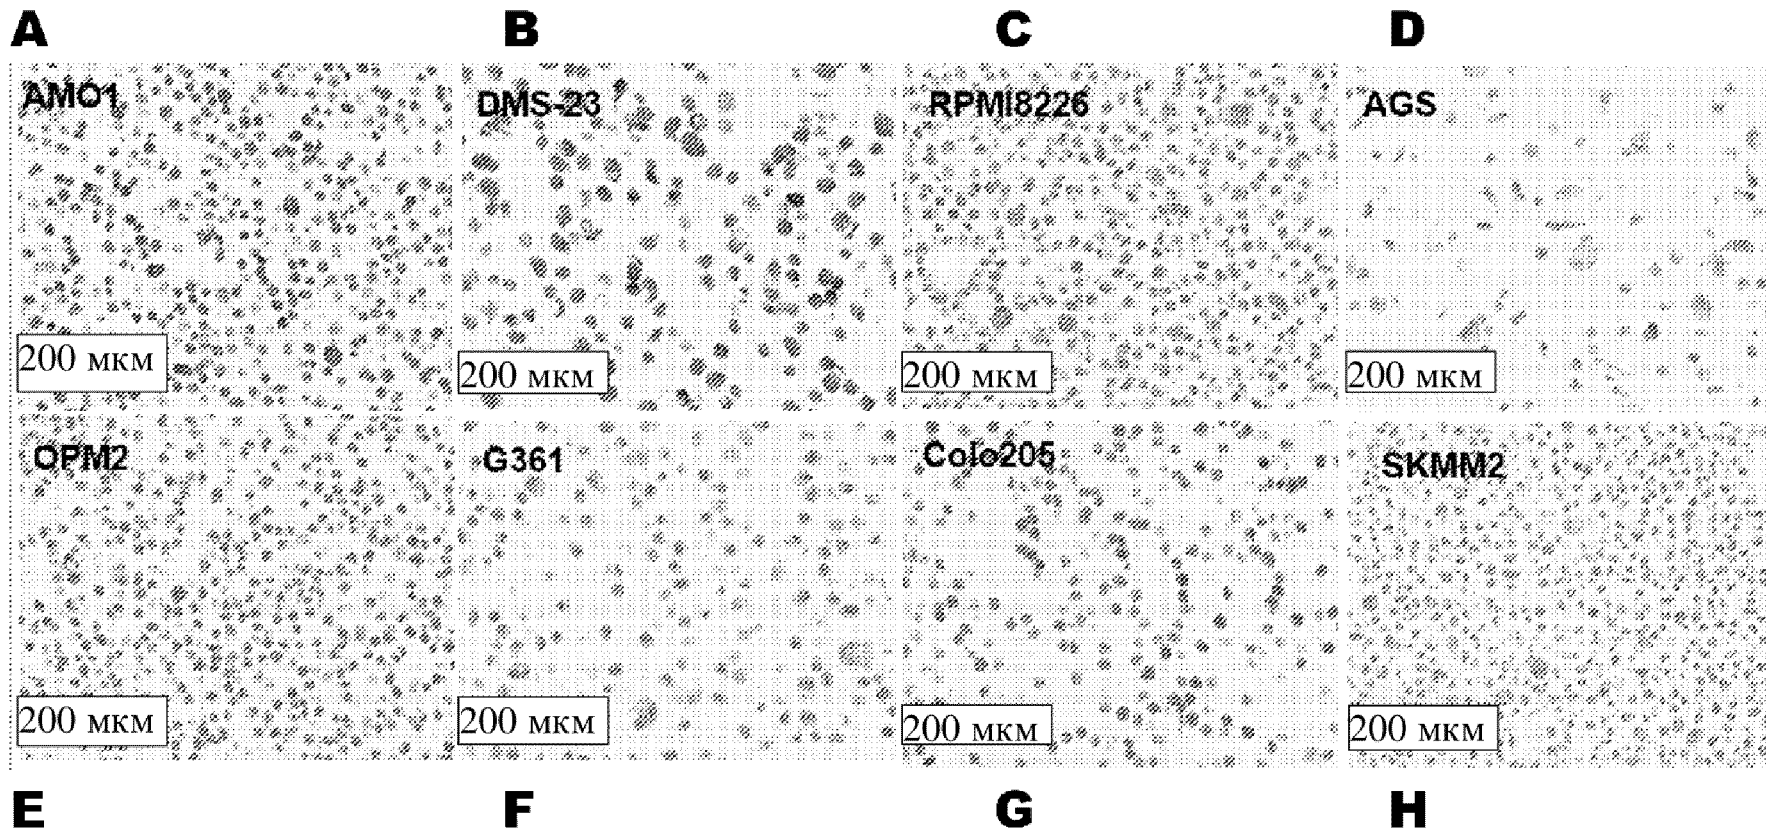 A B C D
AMO1 DMS-23 RPMI8226 AGS
200 мкм 200 мкм 200 мкм 200 мкм
OPM2 G361 Colo205 SKMM2
200 мкм 200 мкм 200 мкм 200 мкм
E F G H